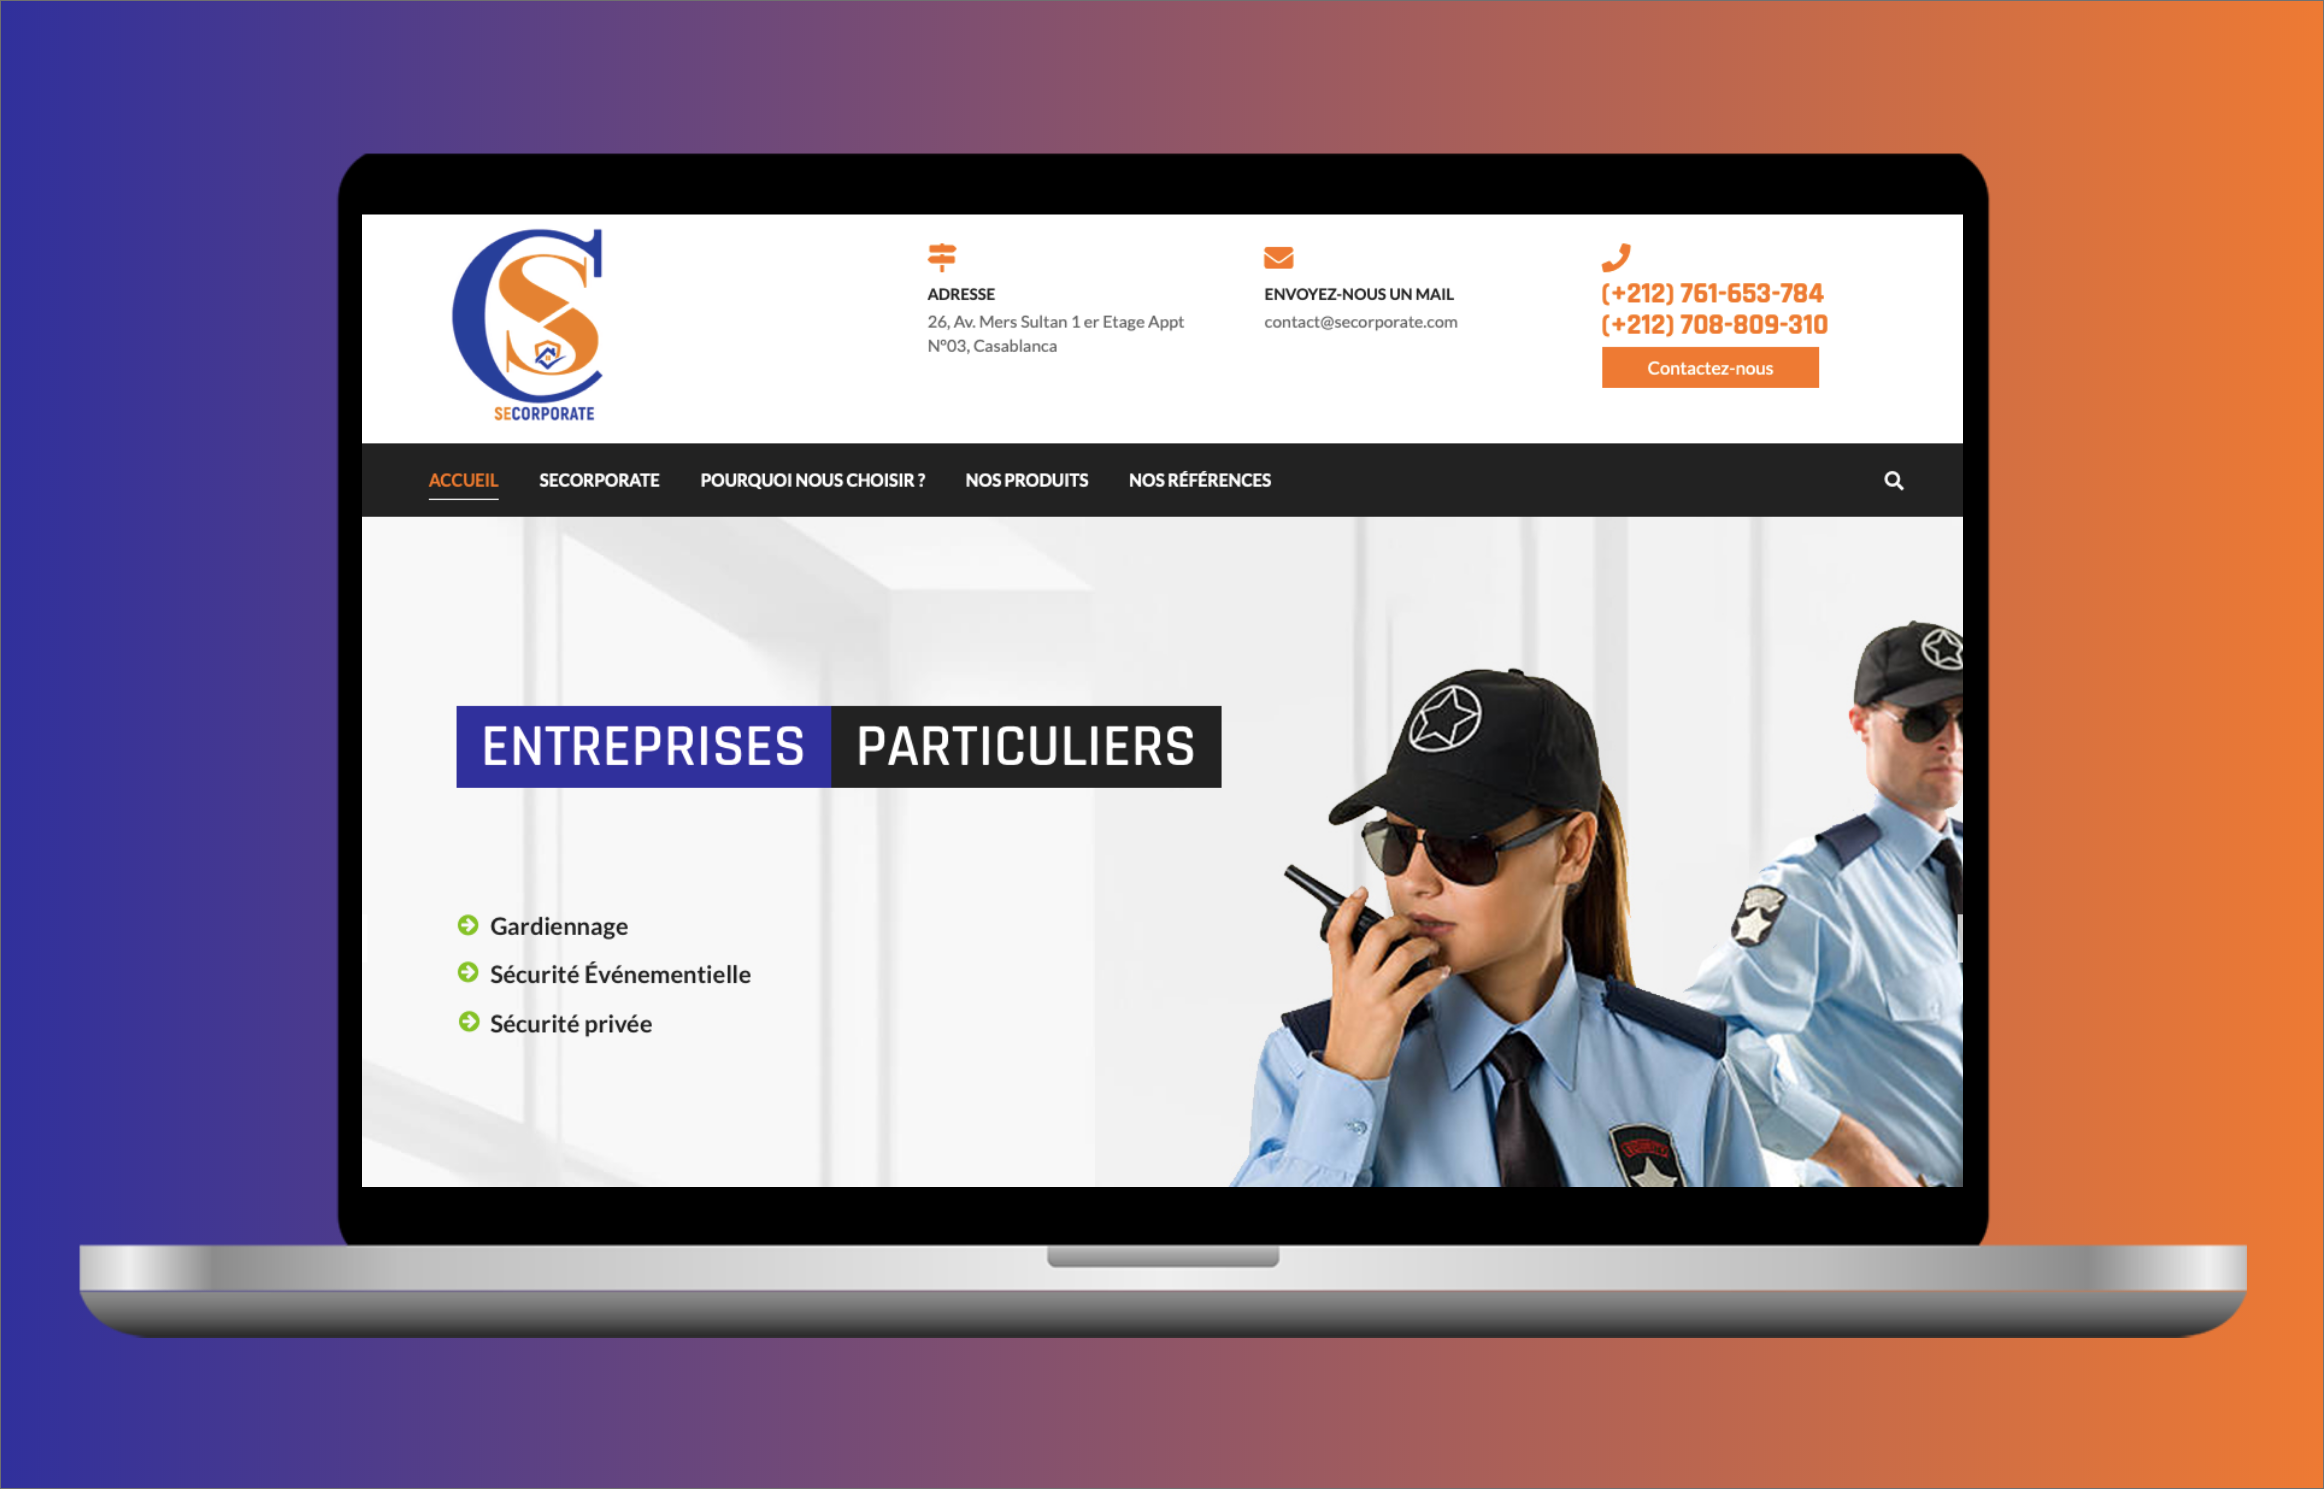 SECORPORATE
ADRESSE
26, Av. Mers Sultan 1 er Etage Appt
N°03, Casablanca
ENVOYEZ-NOUS UN MAIL
contact@secorporate.com
(+212) 761-653-784
(+212) 708-809-310
Contactez-nous
ACCUEIL SECORPORATE POURQUOI NOUS CHOISIR ? NOS PRODUITS NOS RÉFÉRENCES
ENTREPRISES PARTICULIERS
Gardiennage
Sécurité Événementielle
Sécurité privée